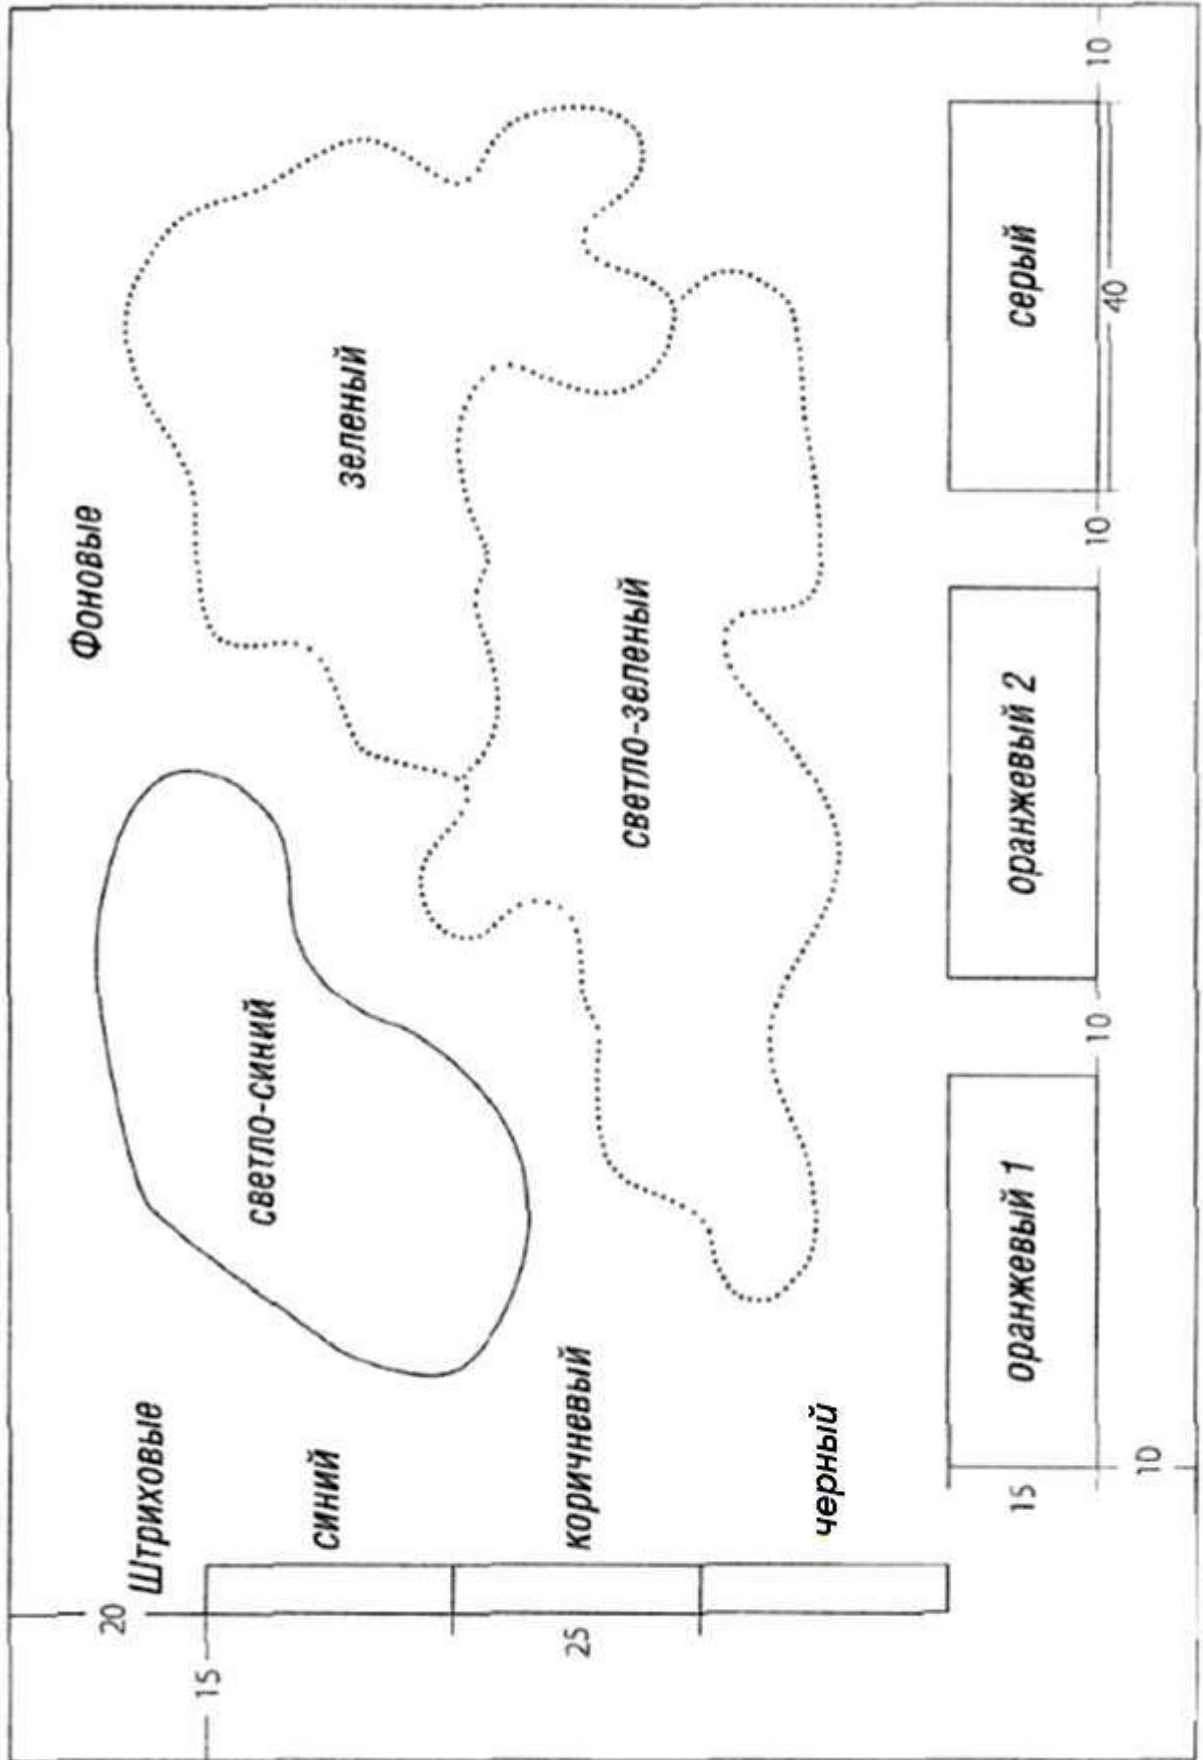 Штриховые
Фоновые
20
15
синий
светло-синий
зеленый
25
коричневый
светло-зеленый
черный
15
оранжевый 1
оранжевый 2
серый
10
10
10
10
40